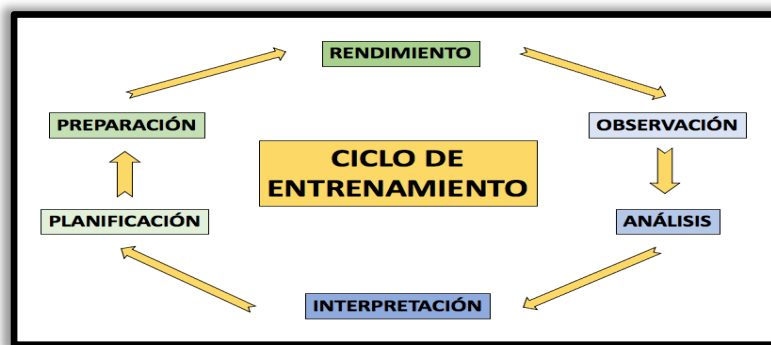 RENDIMIENTO
OBSERVACIÓN
ANÁLISIS
INTERPRETACIÓN
PLANIFICACIÓN
PREPARACIÓN
CICLO DE
ENTRENAMIENTO